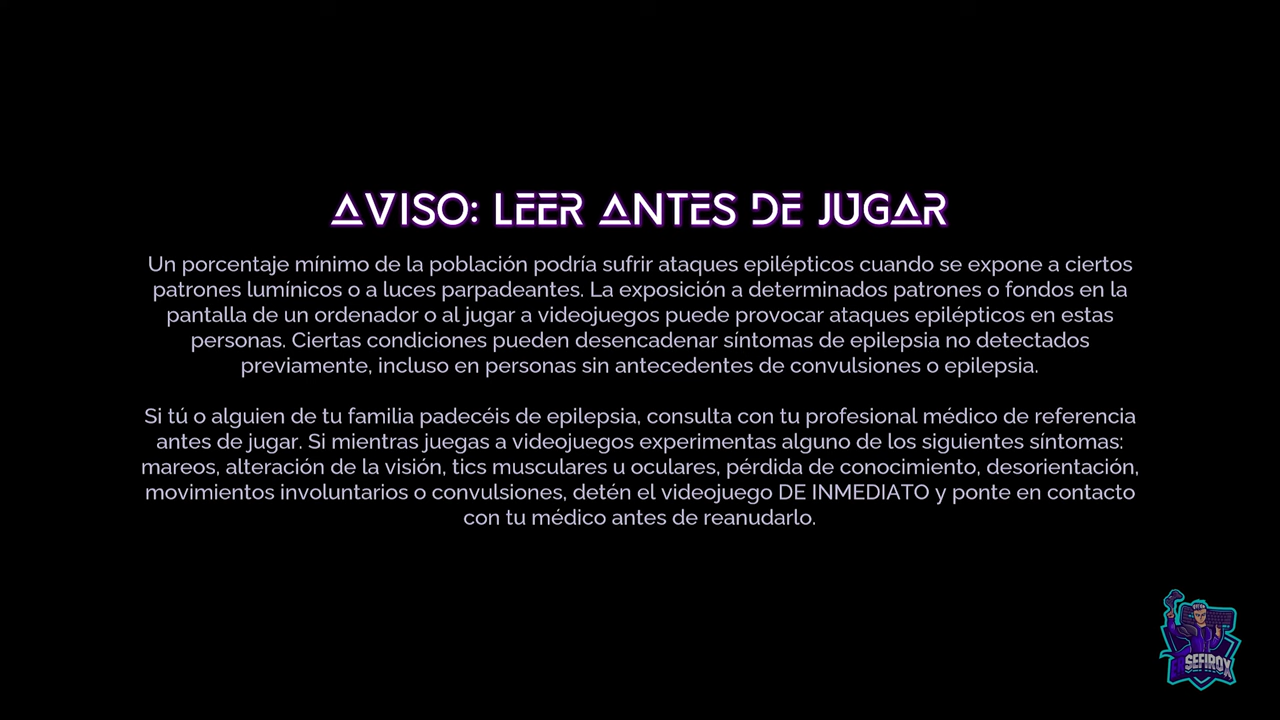 AVISO: LEER ANTES DE JUGAR
Un porcentaje mínimo de la población podría sufrir ataques epilépticos cuando se expone a ciertos
patrones lumínicos o a luces parpadeantes. La exposición a determinados patrones o fondos en la
pantalla de un ordenador o al jugar a videojuegos puede provocar ataques epilépticos en estas
personas. Ciertas condiciones pueden desencadenar síntomas de epilepsia no detectados
previamente, incluso en personas sin antecedentes de convulsiones o epilepsia.
Si tú o alguien de tu familia padecéis de epilepsia, consulta con tu profesional médico de referencia
antes de jugar. Si mientras juegas a videojuegos experimentas alguno de los siguientes síntomas:
mareos, alteración de la visión, tics musculares u oculares, pérdida de conocimiento, desorientación,
movimientos involuntarios o convulsiones, detén el videojuego DE INMEDIATO y ponte en contacto
con tu médico antes de reanudarlo.
SEFIROX